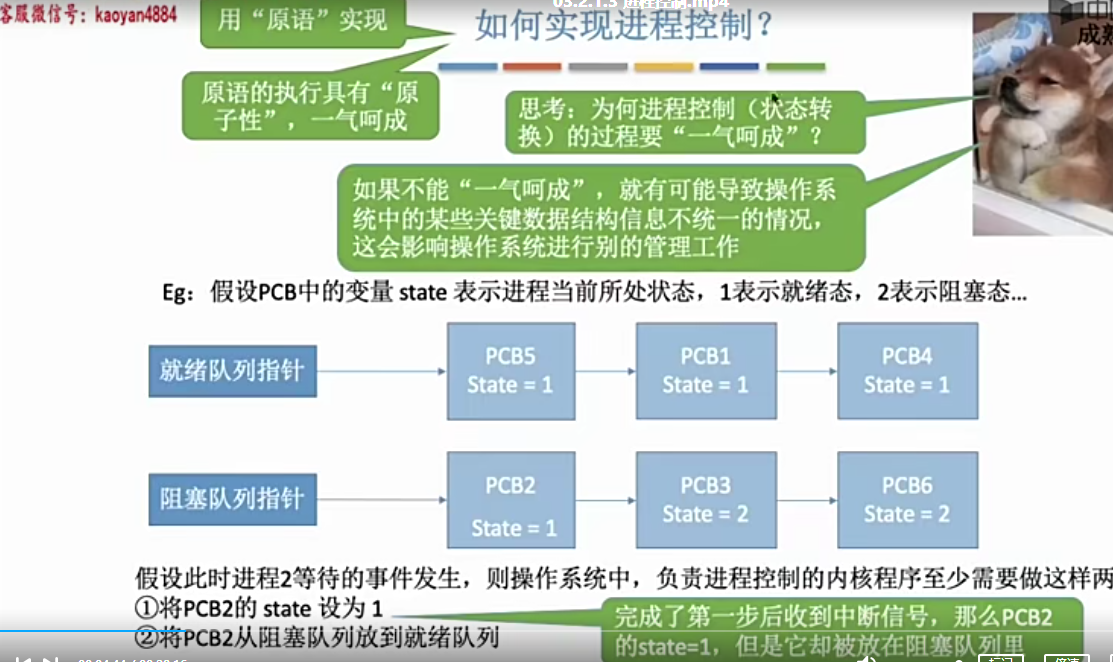 客服微信号：kaoyan4884
03.2.1.3 进程控制.mp4
用“原语”实现
如何实现进程控制？
原语的执行具有“原
子性”，一气呵成
思考：为何进程控制（状态转
换）的过程要“一气呵成”？
如果不能“一气呵成”，就有可能导致操作系
统中的某些关键数据结构信息不统一的情况，
这会影响操作系统进行别的管理工作
Eg：假设PCB中的变量 state 表示进程当前所处状态，1表示就绪态，2表示阻塞态…
就绪队列指针
PCB5
State = 1
PCB1
State = 1
PCB4
State = 1
阻塞队列指针
PCB2
State = 1
PCB3
State = 2
PCB6
State = 2
假设此时进程2等待的事件发生，则操作系统中，负责进程控制的内核程序至少需要做这样两
①将PCB2的 state 设为 1
②将PCB2从阻塞队列放到就绪队列
完成了第一步后收到中断信号，那么PCB2
的state=1，但是它却被放在阻塞队列里
倍速